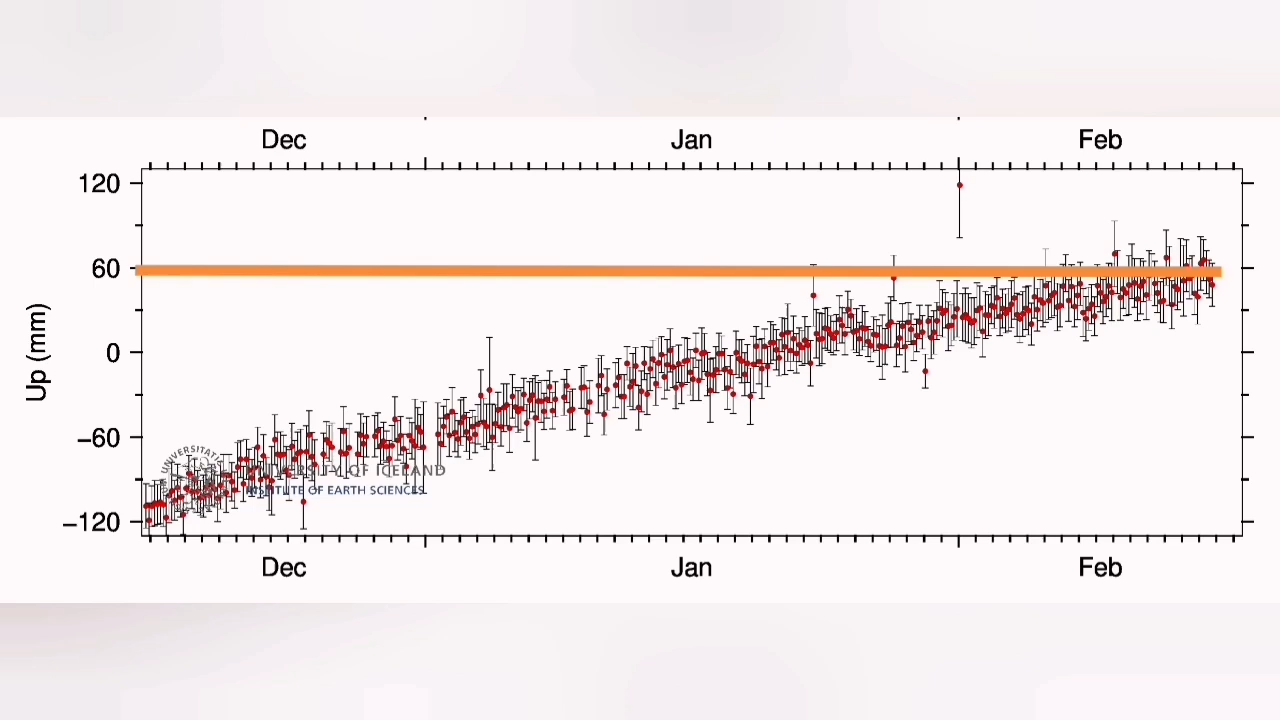 Dec Jan Feb
120
60
0
−60
−120
Up (mm)
UNIVERSITY OF ICELAND
INSTITUTE OF EARTH SCIENCES
Dec Jan Feb